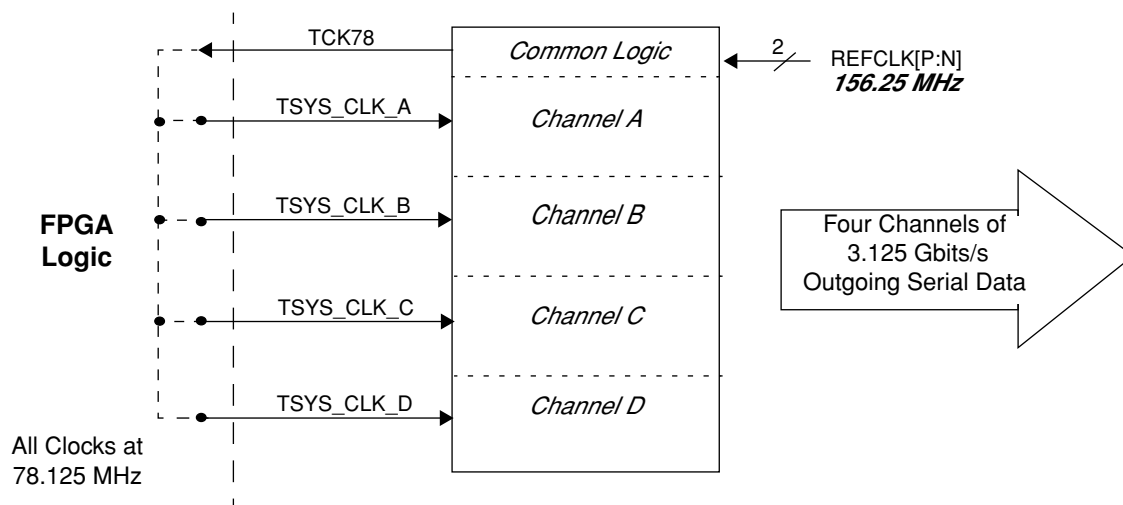 TCK78
Common Logic
2
REFCLK[P:N]
156.25 MHz
TSYS_CLK_A
Channel A
TSYS_CLK_B
Channel B
FPGA
Logic
Four Channels of
3.125 Gbits/s
Outgoing Serial Data
TSYS_CLK_C
Channel C
TSYS_CLK_D
Channel D
All Clocks at
78.125 MHz